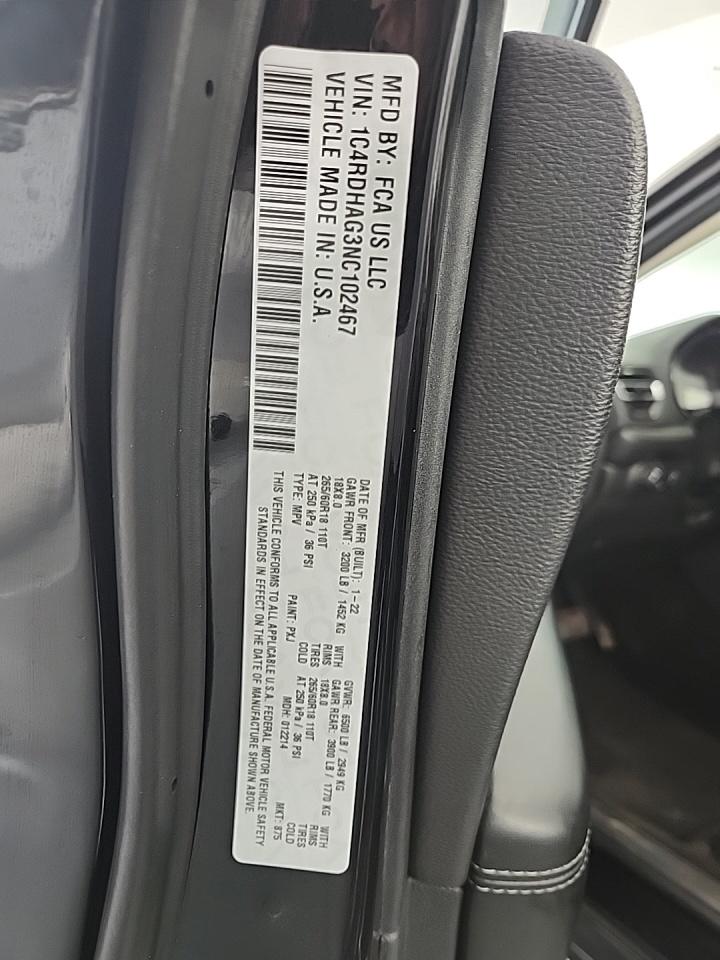 MFD BY: FCA US LLC
VIN: 1C4RDHAG3NC102467
VEHICLE MADE IN: U.S.A.
DATE OF MFR (BUILT): 1-22 GVWR: 6500 LB / 2949 KG
GAWR FRONT: 3200 LB / 1452 KG WITH GAWR REAR: 3900 LB / 1770 KG WITH
18X8.0 RIMS 18X8.0 RIMS
265/60R18 110T TIRES 265/60R18 110T TIRES
AT 250 kPa / 36 PSI COLD AT 250 kPa / 36 PSI COLD
TYPE: MPV PAINT: PXJ MDH: 012214 MKT: 875
THIS VEHICLE CONFORMS TO ALL APPLICABLE U.S.A. FEDERAL MOTOR VEHICLE SAFETY
STANDARDS IN EFFECT ON THE DATE OF MANUFACTURE SHOWN ABOVE.